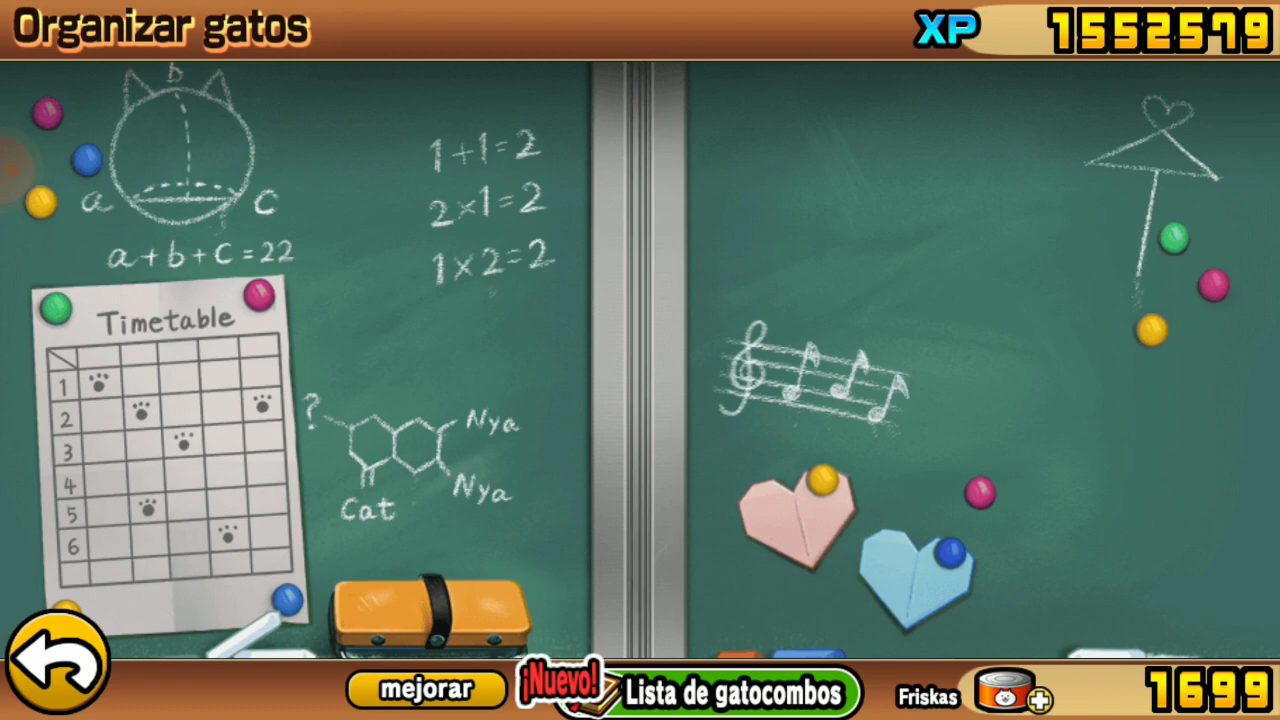 Organizar gatos
XP 1552579
b
a
c
a+b+c=22
1+1=2
2×1=2
1×2=2
Timetable
1
2
3
4
5
6
?
Nya
Nya
Cat
mejorar
¡Nuevo!
Lista de gatocombos
Friskas
1699